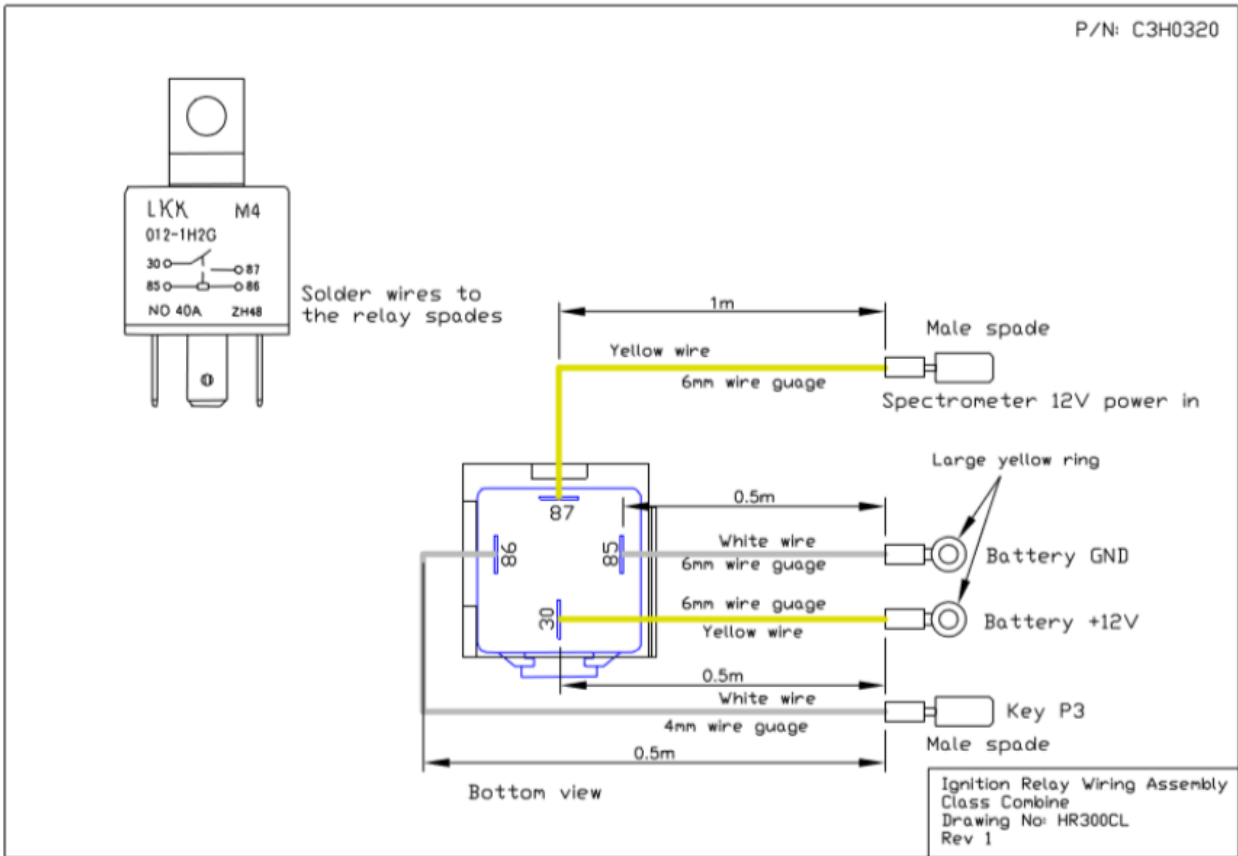 P/N: C3H0320
LKK M4
012-1H2G
30 87
85 86
NO 40A ZH48
Solder wires to
the relay spades
1m
Male spade
Yellow wire
6mm wire guage
Spectrometer 12V power in
Large yellow ring
0.5m
87
White wire
86
85
6mm wire guage
Battery GND
6mm wire guage
30
Yellow wire
Battery +12V
0.5m
White wire
Key P3
4mm wire guage
Male spade
0.5m
Bottom view
Ignition Relay Wiring Assembly
Class Combine
Drawing No: HR300CL
Rev 1